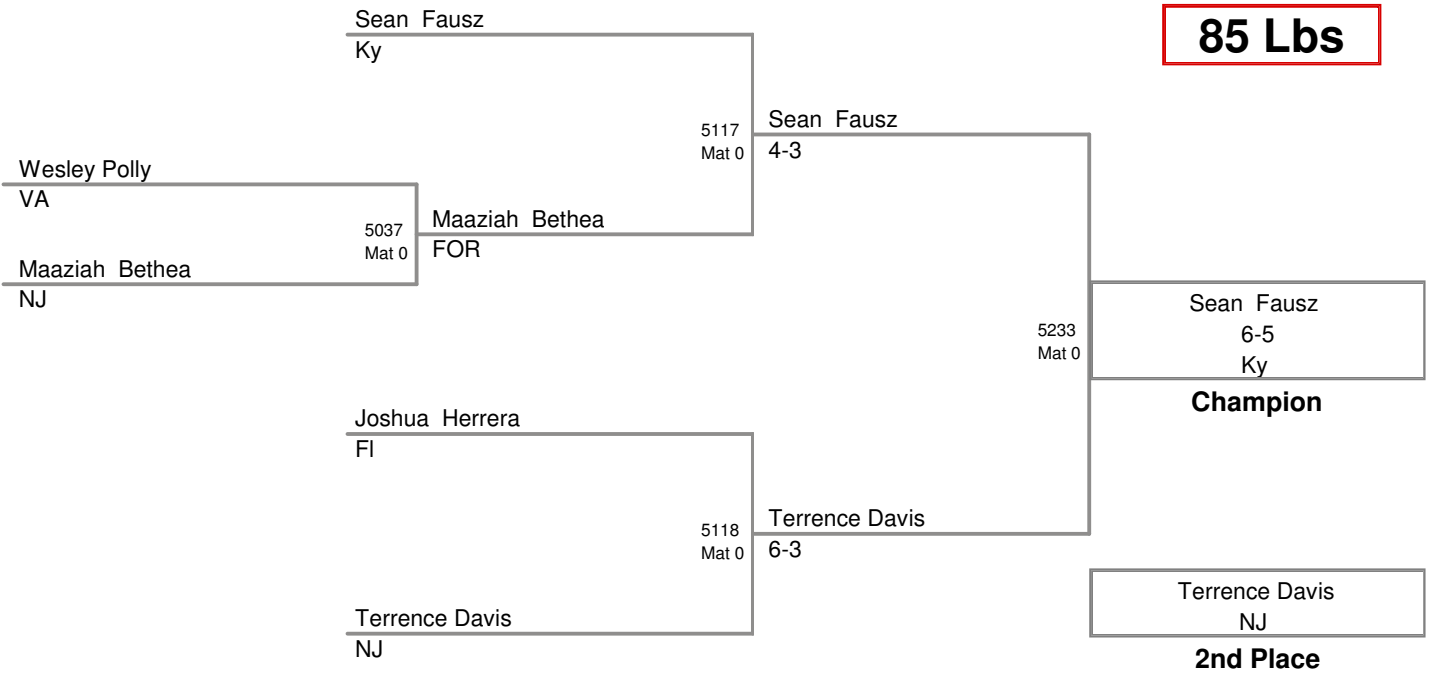 Sean Fausz
Ky
85 Lbs
5117
Mat 0
Sean Fausz
4-3
Wesley Polly
VA
5037
Mat 0
Maaziah Bethea
FOR
Maaziah Bethea
NJ
5233
Mat 0
Sean Fausz
6-5
Ky
Champion
Joshua Herrera
Fl
5118
Mat 0
Terrence Davis
6-3
Terrence Davis
NJ
Terrence Davis
NJ
2nd Place